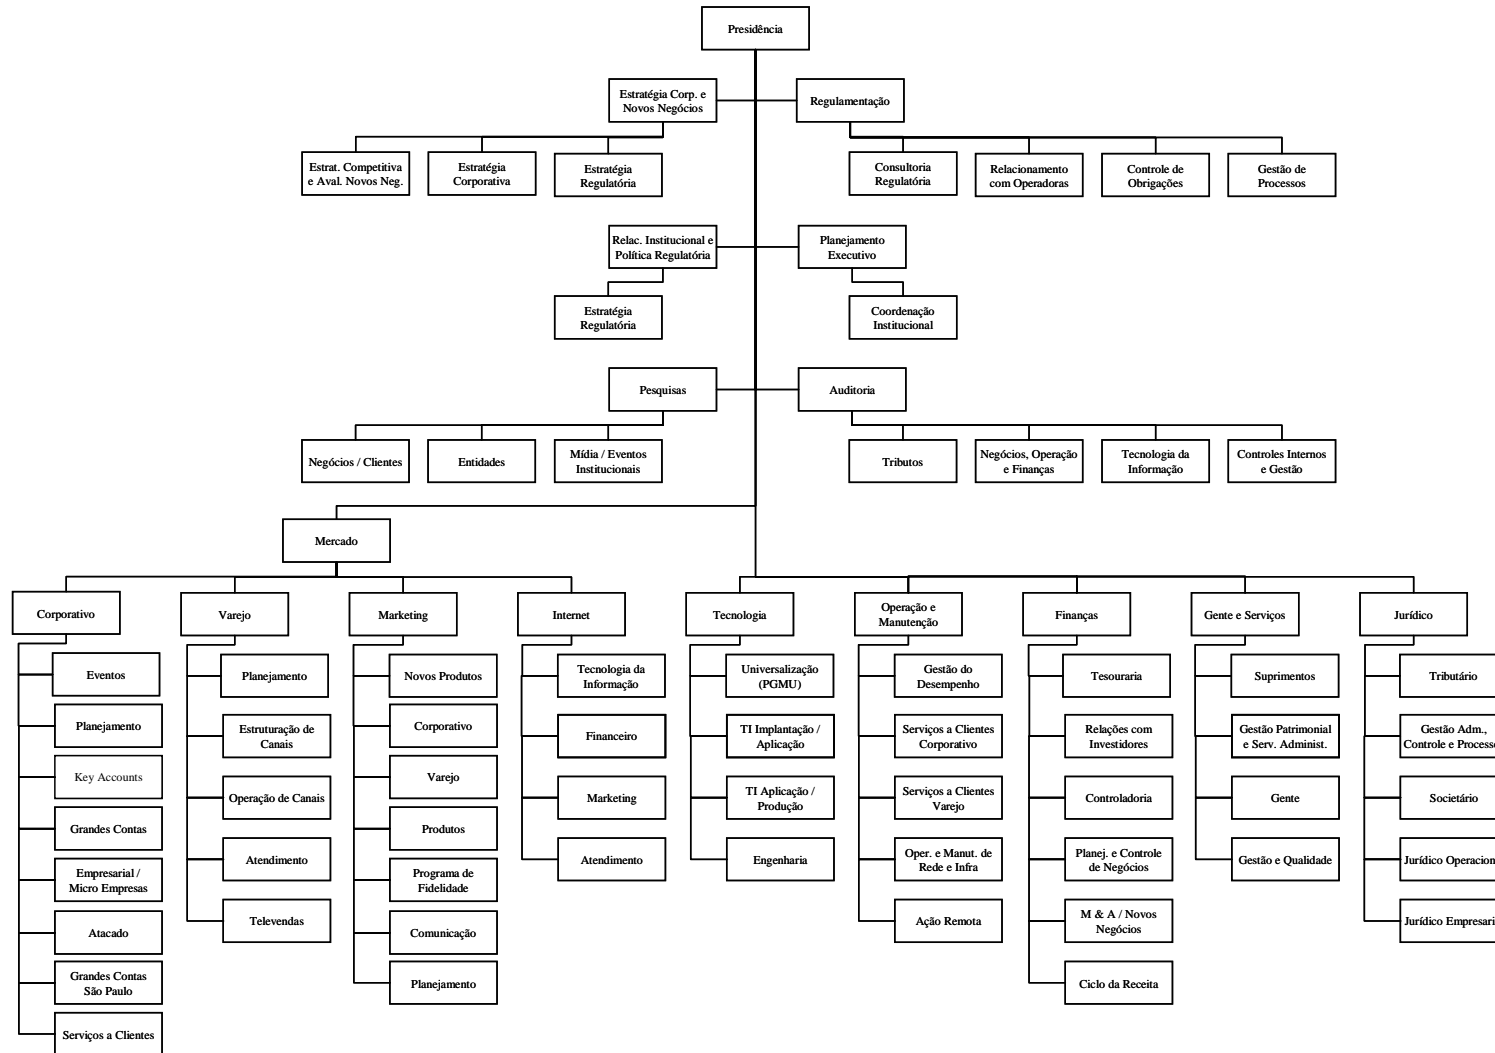 Presidência
Estratégia Corp. e
Novos Negócios
Regulamentação
Estrat. Competitiva
e Aval. Novos Neg.
Estratégia
Corporativa
Estratégia
Regulatória
Consultoria
Regulatória
Relacionamento
com Operadoras
Controle de
Obrigações
Gestão de
Processos
Relac. Institucional e
Política Regulatória
Planejamento
Executivo
Estratégia
Regulatória
Coordenação
Institucional
Pesquisas
Auditoria
Negócios / Clientes
Entidades
Mídia / Eventos
Institucionais
Tributos
Negócios, Operação
e Finanças
Tecnologia da
Informação
Controles Internos
e Gestão
Mercado
Corporativo
Varejo
Marketing
Internet
Tecnologia
Operação e
Manutenção
Finanças
Gente e Serviços
Jurídico
Eventos
Planejamento
Key Accounts
Grandes Contas
Empresarial /
Micro Empresas
Atacado
Grandes Contas
São Paulo
Serviços a Clientes
Planejamento
Estruturação de
Canais
Operação de Canais
Atendimento
Televendas
Novos Produtos
Corporativo
Varejo
Produtos
Programa de
Fidelidade
Comunicação
Planejamento
Tecnologia da
Informação
Financeiro
Marketing
Atendimento
Universalização
(PGMU)
TI Implantação /
Aplicação
TI Aplicação /
Produção
Engenharia
Gestão do
Desempenho
Serviços a Clientes
Corporativo
Serviços a Clientes
Varejo
Oper. e Manut. de
Rede e Infra
Ação Remota
Tesouraria
Relações com
Investidores
Controladoria
Planej. e Controle
de Negócios
M & A / Novos
Negócios
Ciclo da Receita
Suprimentos
Gestão Patrimonial
e Serv. Administ.
Gente
Gestão e Qualidade
Tributário
Gestão Adm.,
Controle e Processo
Societário
Jurídico Operacion
Jurídico Empresari